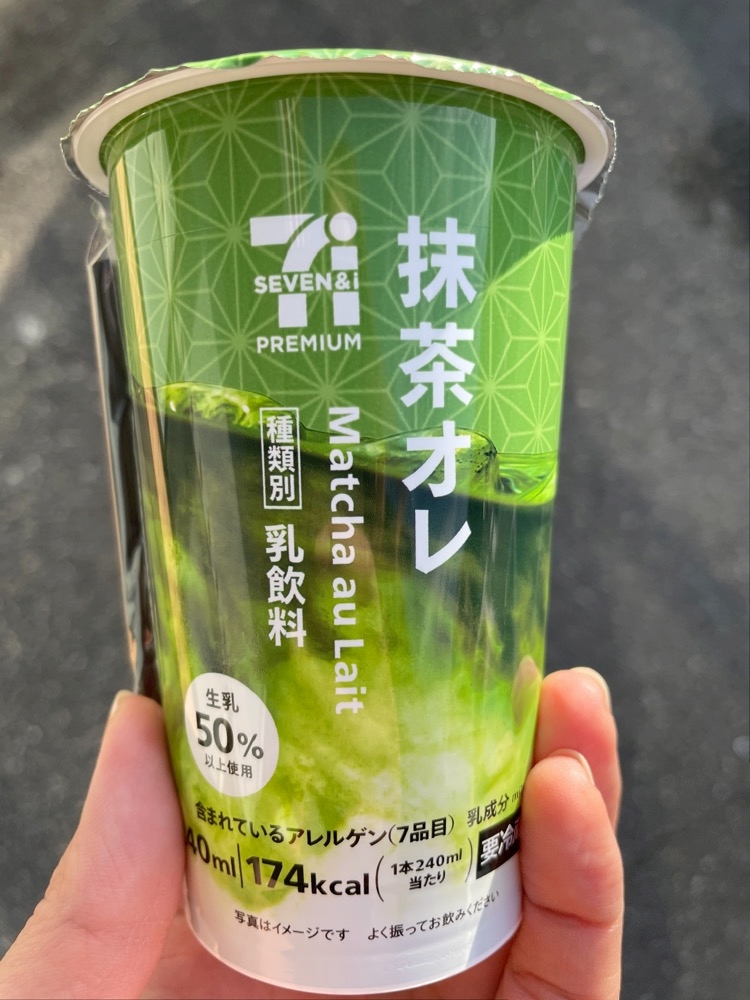 7i
SEVEN&i
PREMIUM
抹茶オレ
Matcha au Lait
種類別 乳飲料
生乳
50%
以上使用
含まれているアレルゲン(7品目) 乳成分
40ml 174kcal (1本240ml当たり) 要冷
写真はイメージです よく振ってお飲みください